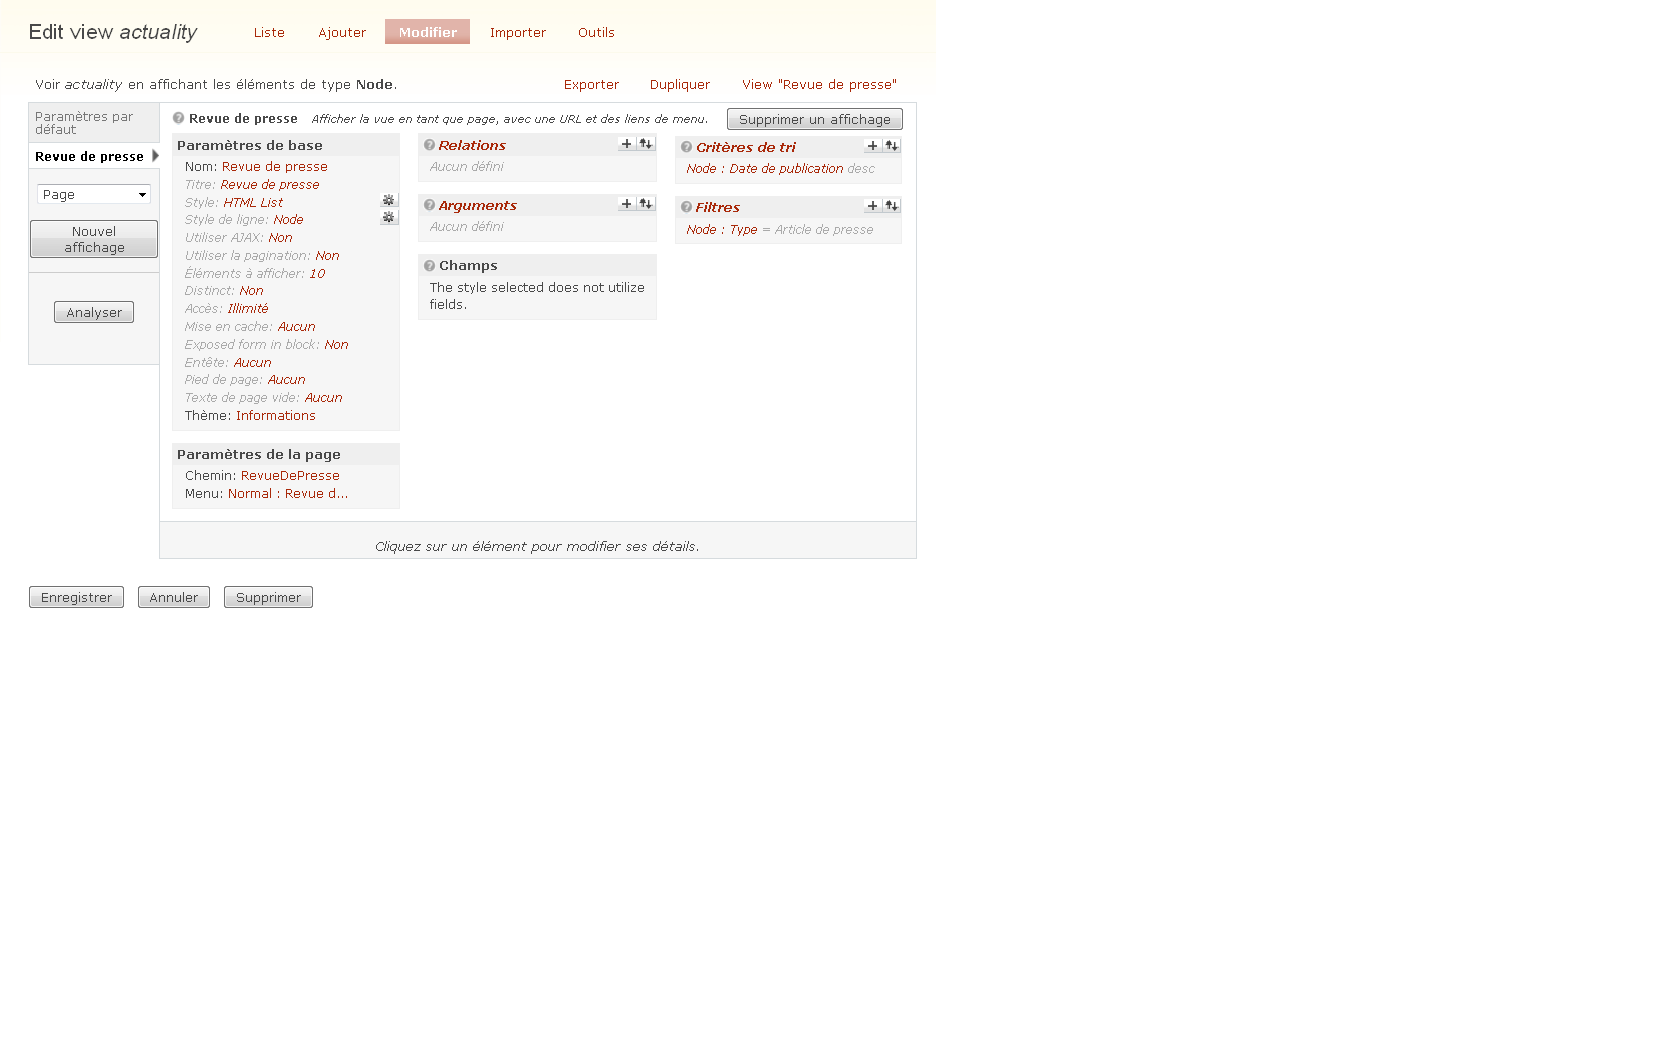 Edit view actuality
Liste Ajouter Modifier Importer Outils
Voir actuality en affichant les éléments de type Node.
Exporter Dupliquer View "Revue de presse"
Paramètres par
défaut
Revue de presse
Page
Nouvel
affichage
Analyser
Revue de presse Afficher la vue en tant que page, avec une URL et des liens de menu.
Supprimer un affichage
Paramètres de base
Nom: Revue de presse
Titre: Revue de presse
Style: HTML List
Style de ligne: Node
Utiliser AJAX: Non
Utiliser la pagination: Non
Éléments à afficher: 10
Distinct: Non
Accès: Illimité
Mise en cache: Aucun
Exposed form in block: Non
Entête: Aucun
Pied de page: Aucun
Texte de page vide: Aucun
Thème: Informations
Paramètres de la page
Chemin: RevueDePresse
Menu: Normal : Revue d...
Relations
Aucun défini
Arguments
Aucun défini
Champs
The style selected does not utilize
fields.
Critères de tri
Node : Date de publication desc
Filtres
Node : Type = Article de presse
Cliquez sur un élément pour modifier ses détails.
Enregistrer Annuler Supprimer